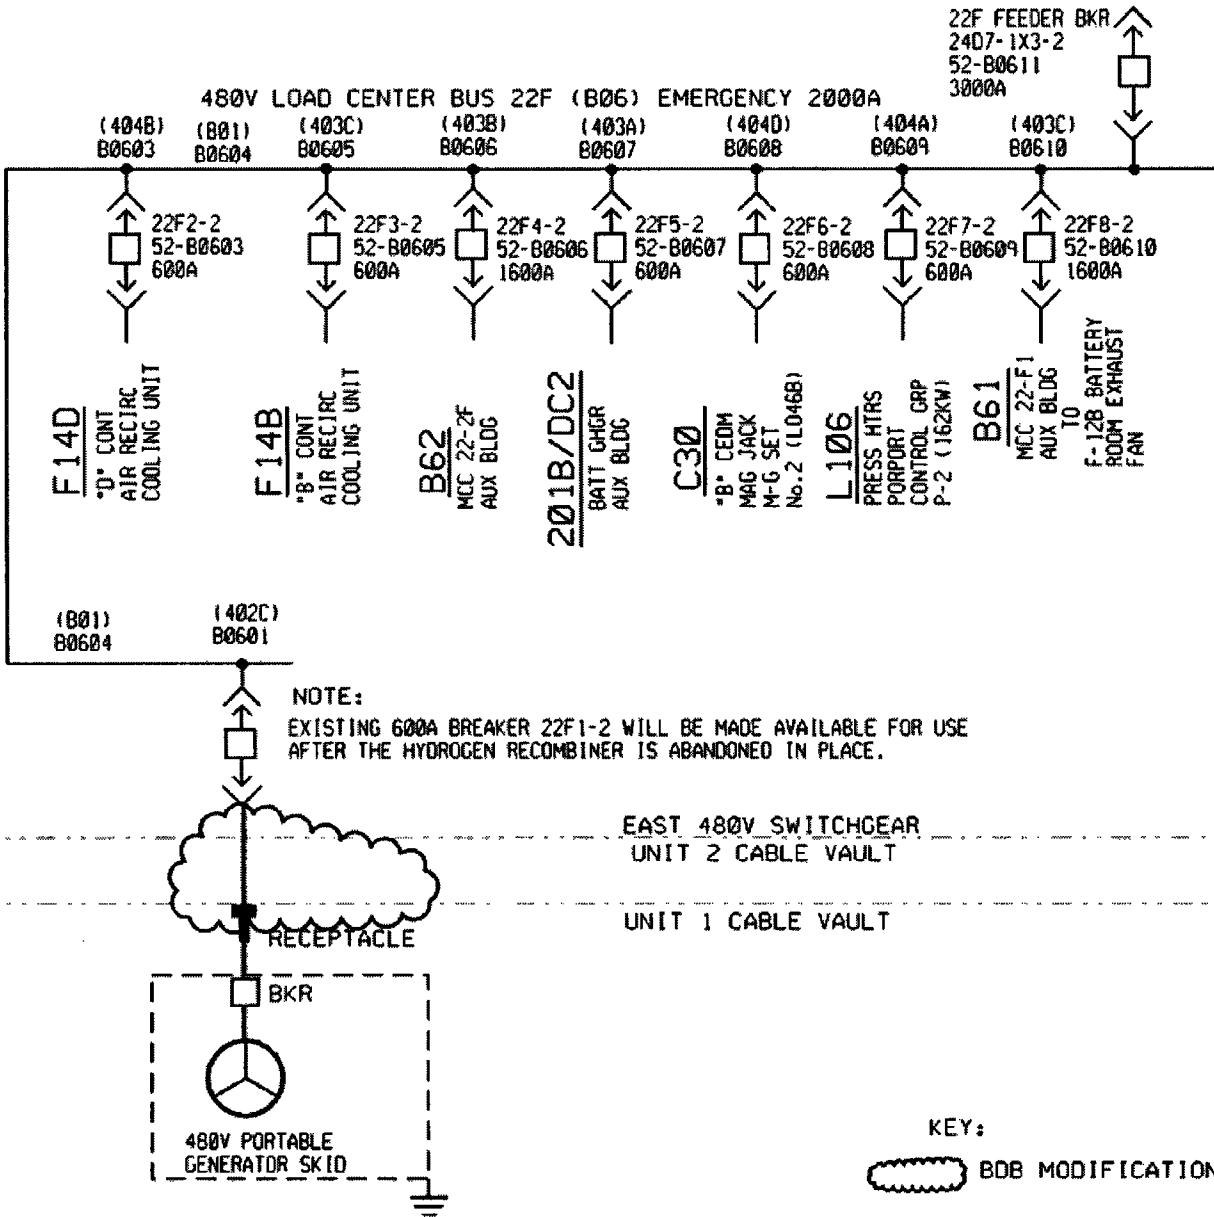 22F FEEDER BKR
24D7-1X3-2
52-B0611
3000A
480V LOAD CENTER BUS 22F (B06) EMERGENCY 2000A
(404B)
B0603
(B01)
B0604
(403C)
B0605
(403B)
B0606
(403A)
B0607
(404D)
B0608
(404A)
B0609
(403C)
B0610
22F2-2
52-B0603
600A
22F3-2
52-B0605
600A
22F4-2
52-B0606
1600A
22F5-2
52-B0607
600A
22F6-2
52-B0608
600A
22F7-2
52-B0609
600A
22F8-2
52-B0610
1600A
F14D
"D" CONT
AIR RECIRC
COOLING UNIT
F14B
"B" CONT
AIR RECIRC
COOLING UNIT
B62
MCC 22-2F
AUX BLDG
201B/DC2
BATT CHGR
AUX BLDG
C30
"B" CEDM
MAG JACK
M-G SET
No.2 (L046B)
L106
PRESS HTRS
PORPORT
CONTROL GRP
P-2 (162KW)
B61
MCC 22-F1
AUX BLDG
TO
F-12B BATTERY
ROOM EXHAUST
FAN
(B01)
B0604
(402C)
B0601
NOTE:
EXISTING 600A BREAKER 22F1-2 WILL BE MADE AVAILABLE FOR USE
AFTER THE HYDROGEN RECOMBINER IS ABANDONED IN PLACE.
EAST 480V SWITCHGEAR
UNIT 2 CABLE VAULT
UNIT 1 CABLE VAULT
RECEPTACLE
BKR
480V PORTABLE
GENERATOR SKID
KEY:
BDB MODIFICATION